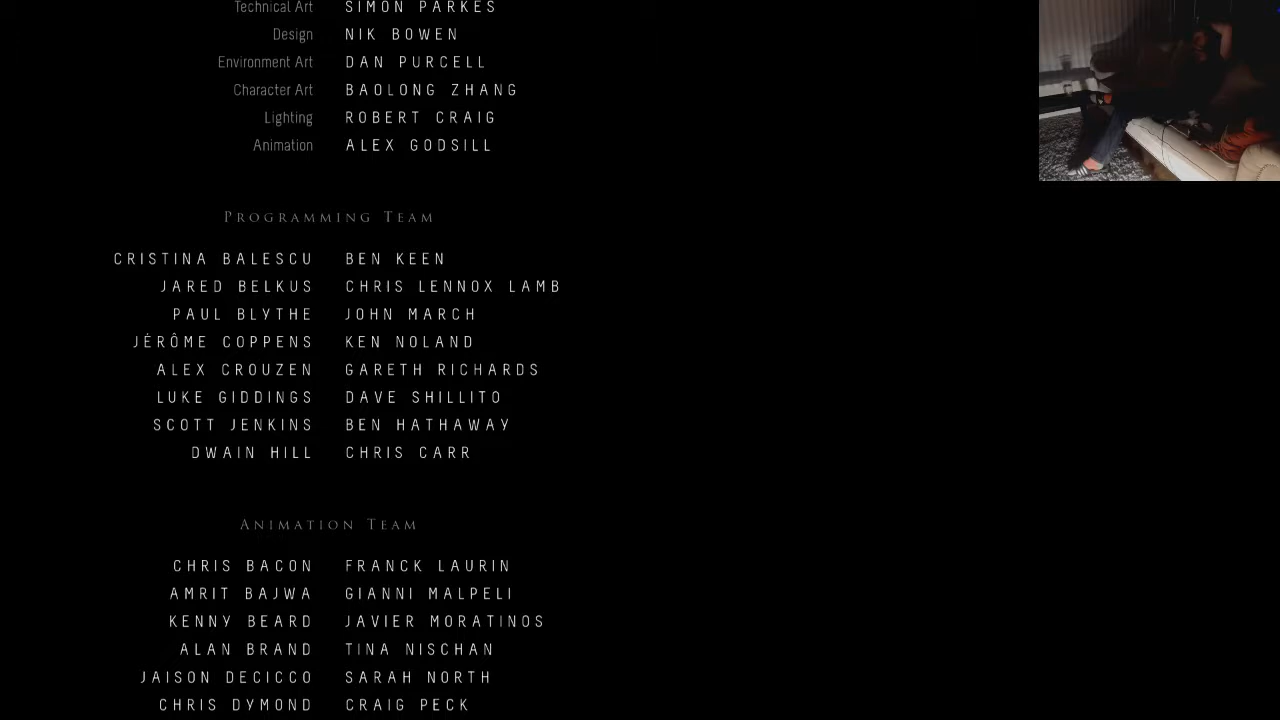 Technical Art SIMON PARKES
Design NIK BOWEN
Environment Art DAN PURCELL
Character Art BAOLONG ZHANG
Lighting ROBERT CRAIG
Animation ALEX GODSILL
PROGRAMMING TEAM
CRISTINA BALESCU BEN KEEN
JARED BELKUS CHRIS LENNOX LAMB
PAUL BLYTHE JOHN MARCH
JÉRÔME COPPENS KEN NOLAND
ALEX CROUZEN GARETH RICHARDS
LUKE GIDDINGS DAVE SHILLITO
SCOTT JENKINS BEN HATHAWAY
DWAIN HILL CHRIS CARR
ANIMATION TEAM
CHRIS BACON FRANCK LAURIN
AMRIT BAJWA GIANNI MALPELI
KENNY BEARD JAVIER MORATINOS
ALAN BRAND TINA NISCHAN
JAISON DECICCO SARAH NORTH
CHRIS DYMOND CRAIG PECK